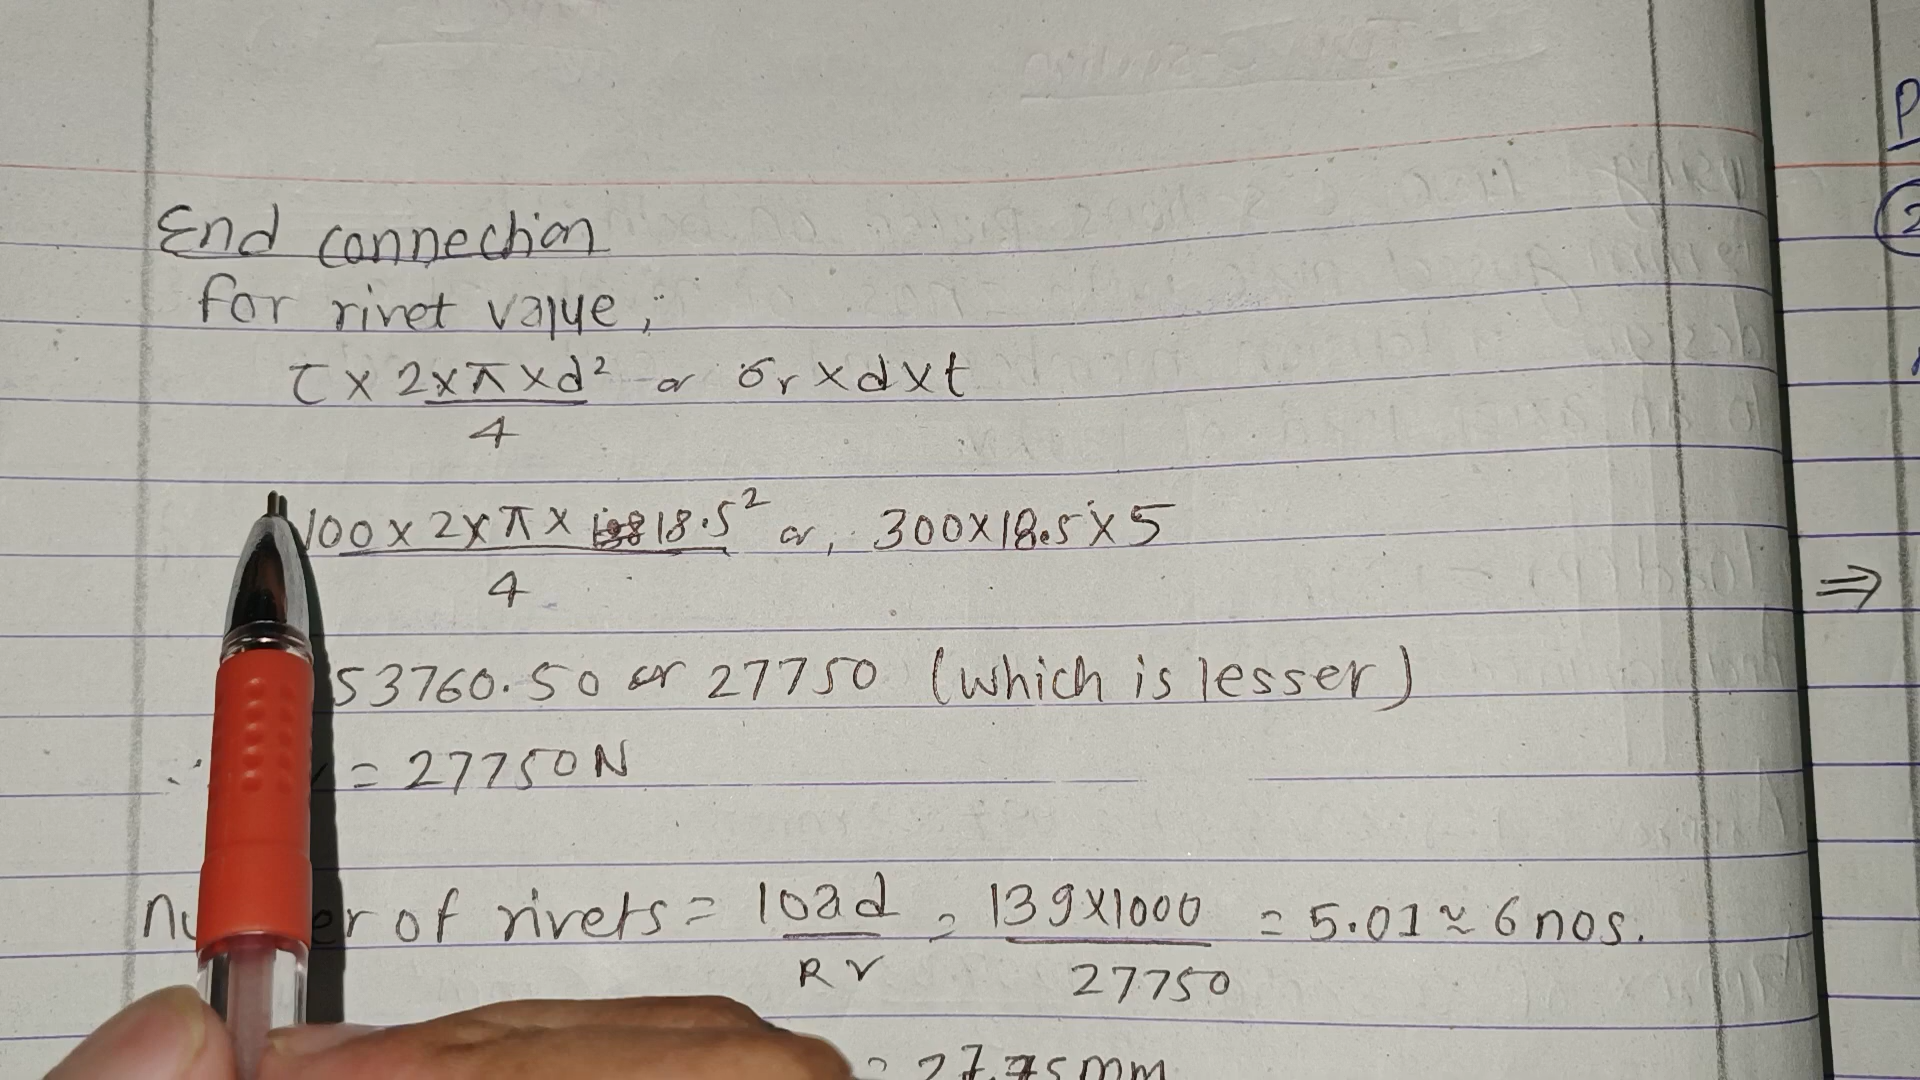 End connection
for rivet value;
τ × 2×π×d² / 4 or σr × d × t
100 × 2 × π × 18.5² / 4 or, 300×18.5×5
53760.50 or 27750 (which is lesser)
= 27750N
of rivets = load / RV = 139×1000 / 27750 = 5.01 ≈ 6 nos.
= 27.75mm
P
2
⇒